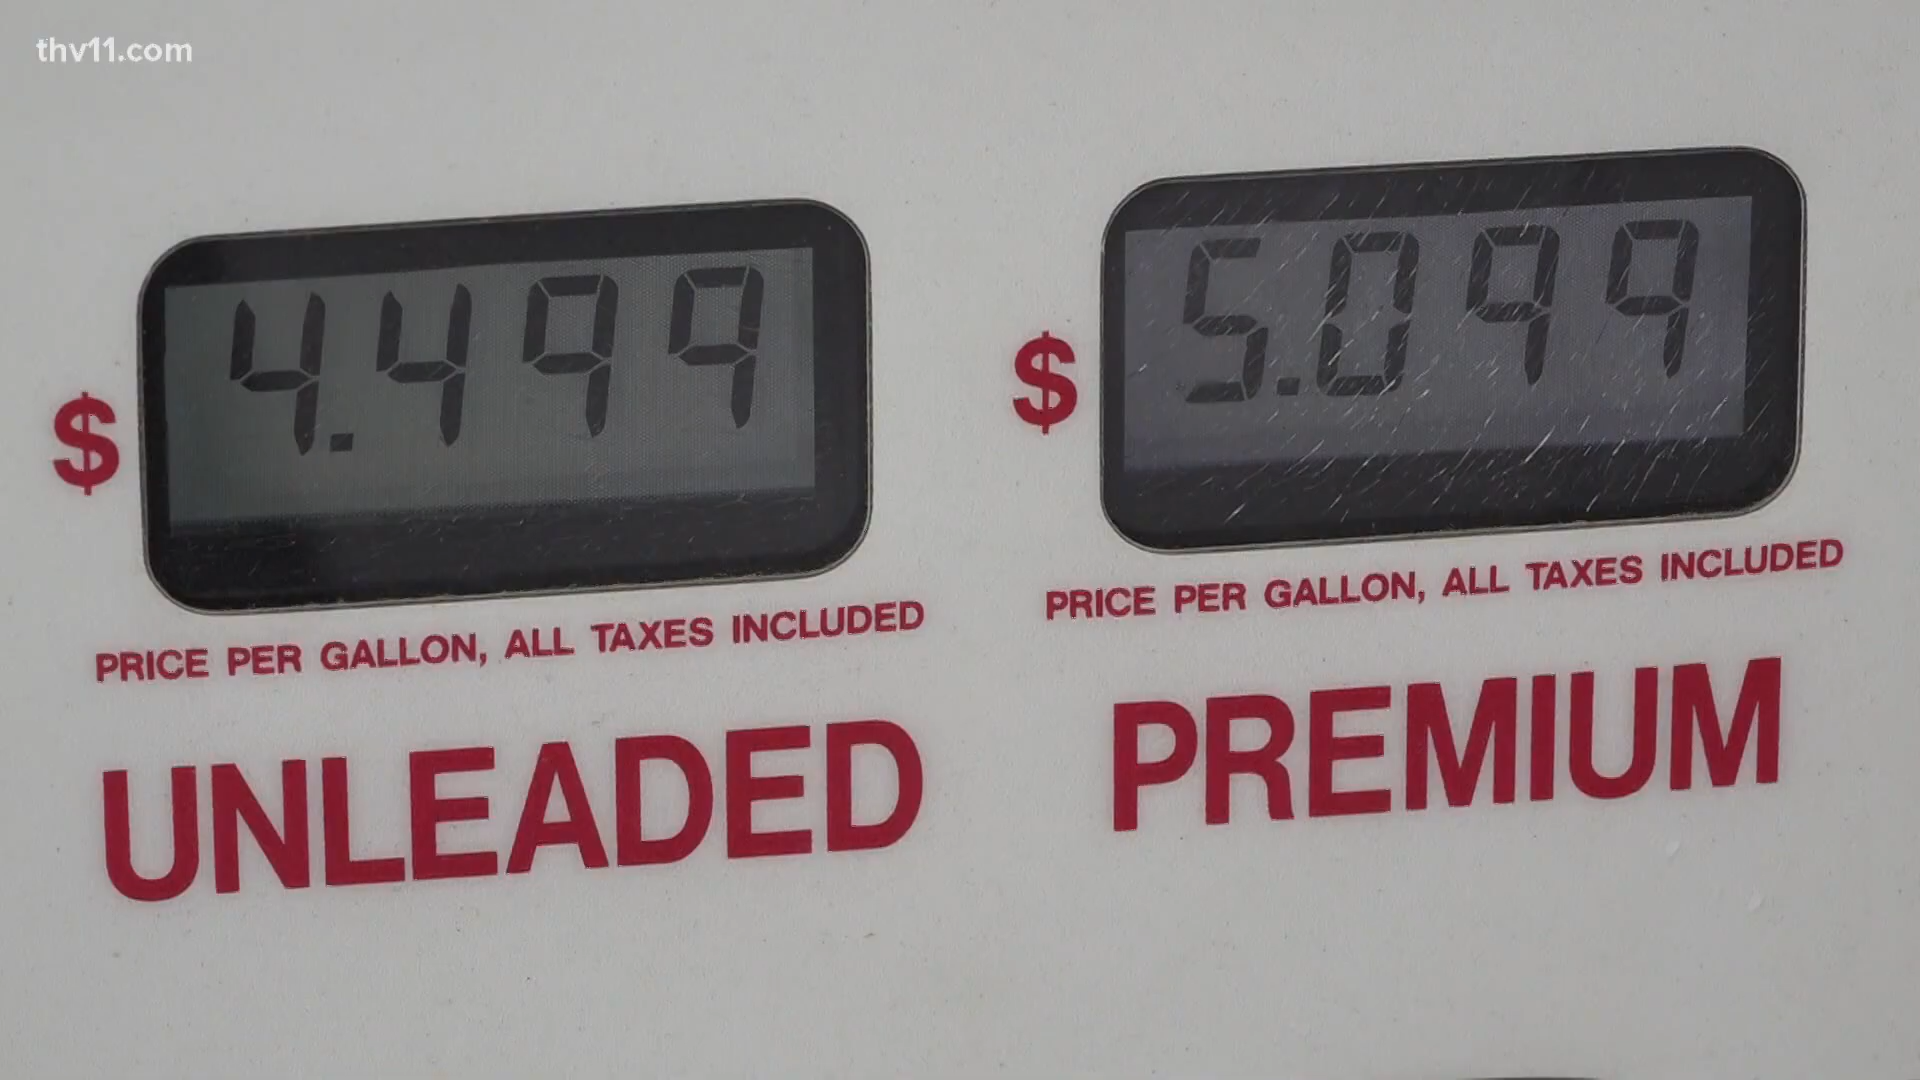 thv11.com
$ 4.499
PRICE PER GALLON, ALL TAXES INCLUDED
UNLEADED
$ 5.099
PRICE PER GALLON, ALL TAXES INCLUDED
PREMIUM